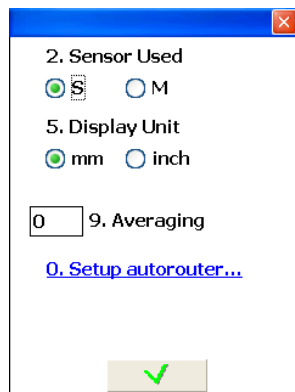 2. Sensor Used
S M
5. Display Unit
mm inch
0 9. Averaging
0. Setup autorouter...